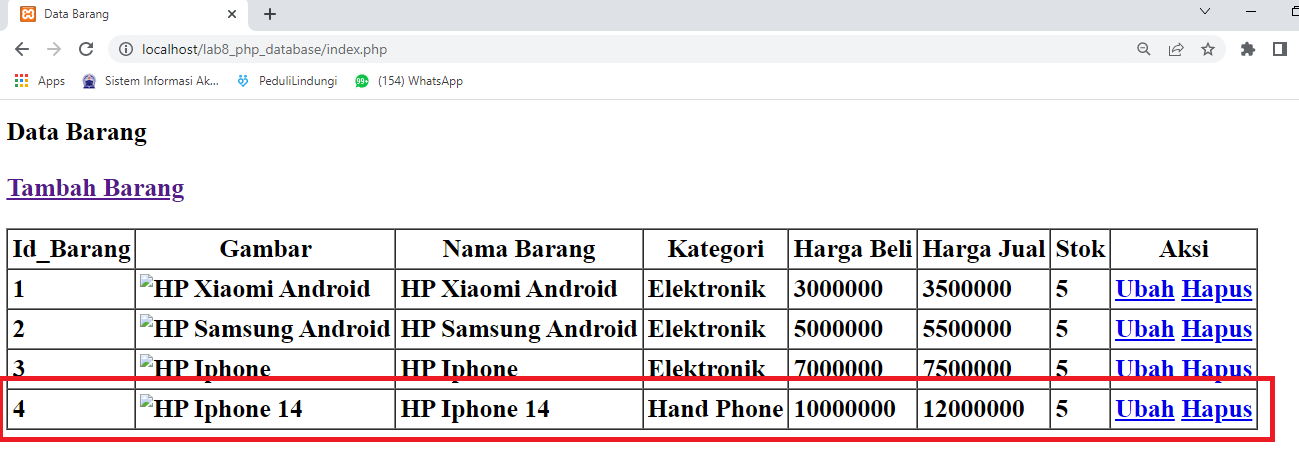 Data Barang
localhost/lab8_php_database/index.php
Apps Sistem Informasi Ak... PeduliLindungi 99+ (154) WhatsApp
Data Barang
Tambah Barang
Id_Barang Gambar Nama Barang Kategori Harga Beli Harga Jual Stok Aksi
1 HP Xiaomi Android HP Xiaomi Android Elektronik 3000000 3500000 5 Ubah Hapus
2 HP Samsung Android HP Samsung Android Elektronik 5000000 5500000 5 Ubah Hapus
3 HP Iphone HP Iphone Elektronik 7000000 7500000 5 Ubah Hapus
4 HP Iphone 14 HP Iphone 14 Hand Phone 10000000 12000000 5 Ubah Hapus